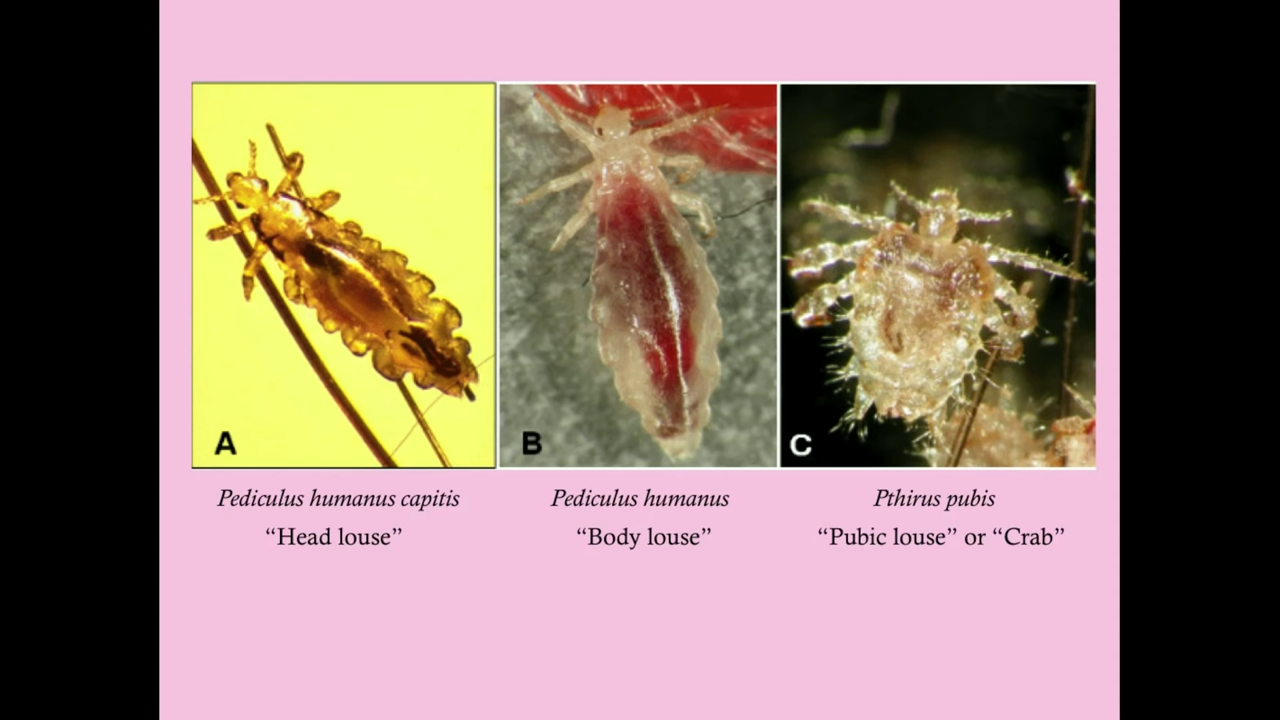 A
B
C
Pediculus humanus capitis
Pediculus humanus
Pthirus pubis
“Head louse”
“Body louse”
“Pubic louse” or “Crab”